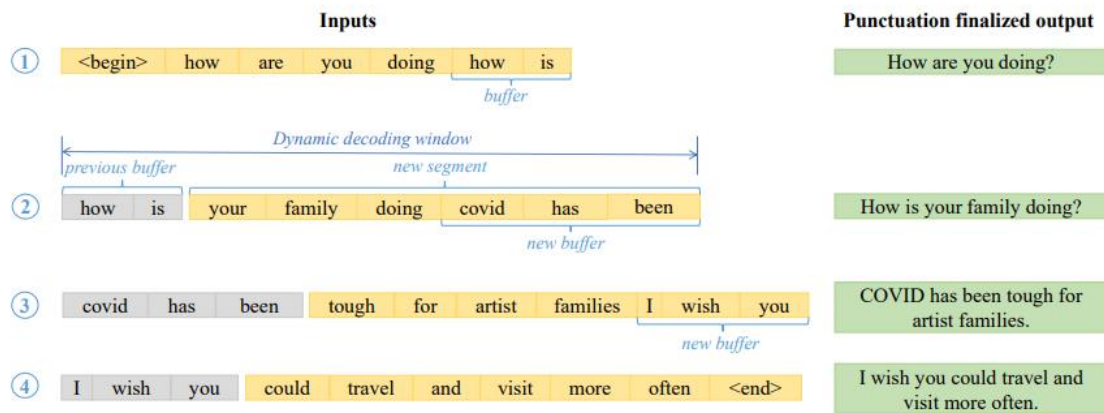 Inputs Punctuation finalized output
① <begin> how are you doing how is How are you doing?
buffer
Dynamic decoding window
previous buffer new segment
② how is your family doing covid has been How is your family doing?
new buffer
③ covid has been tough for artist families I wish you COVID has been tough for
artist families.
new buffer
④ I wish you could travel and visit more often <end> I wish you could travel and
visit more often.